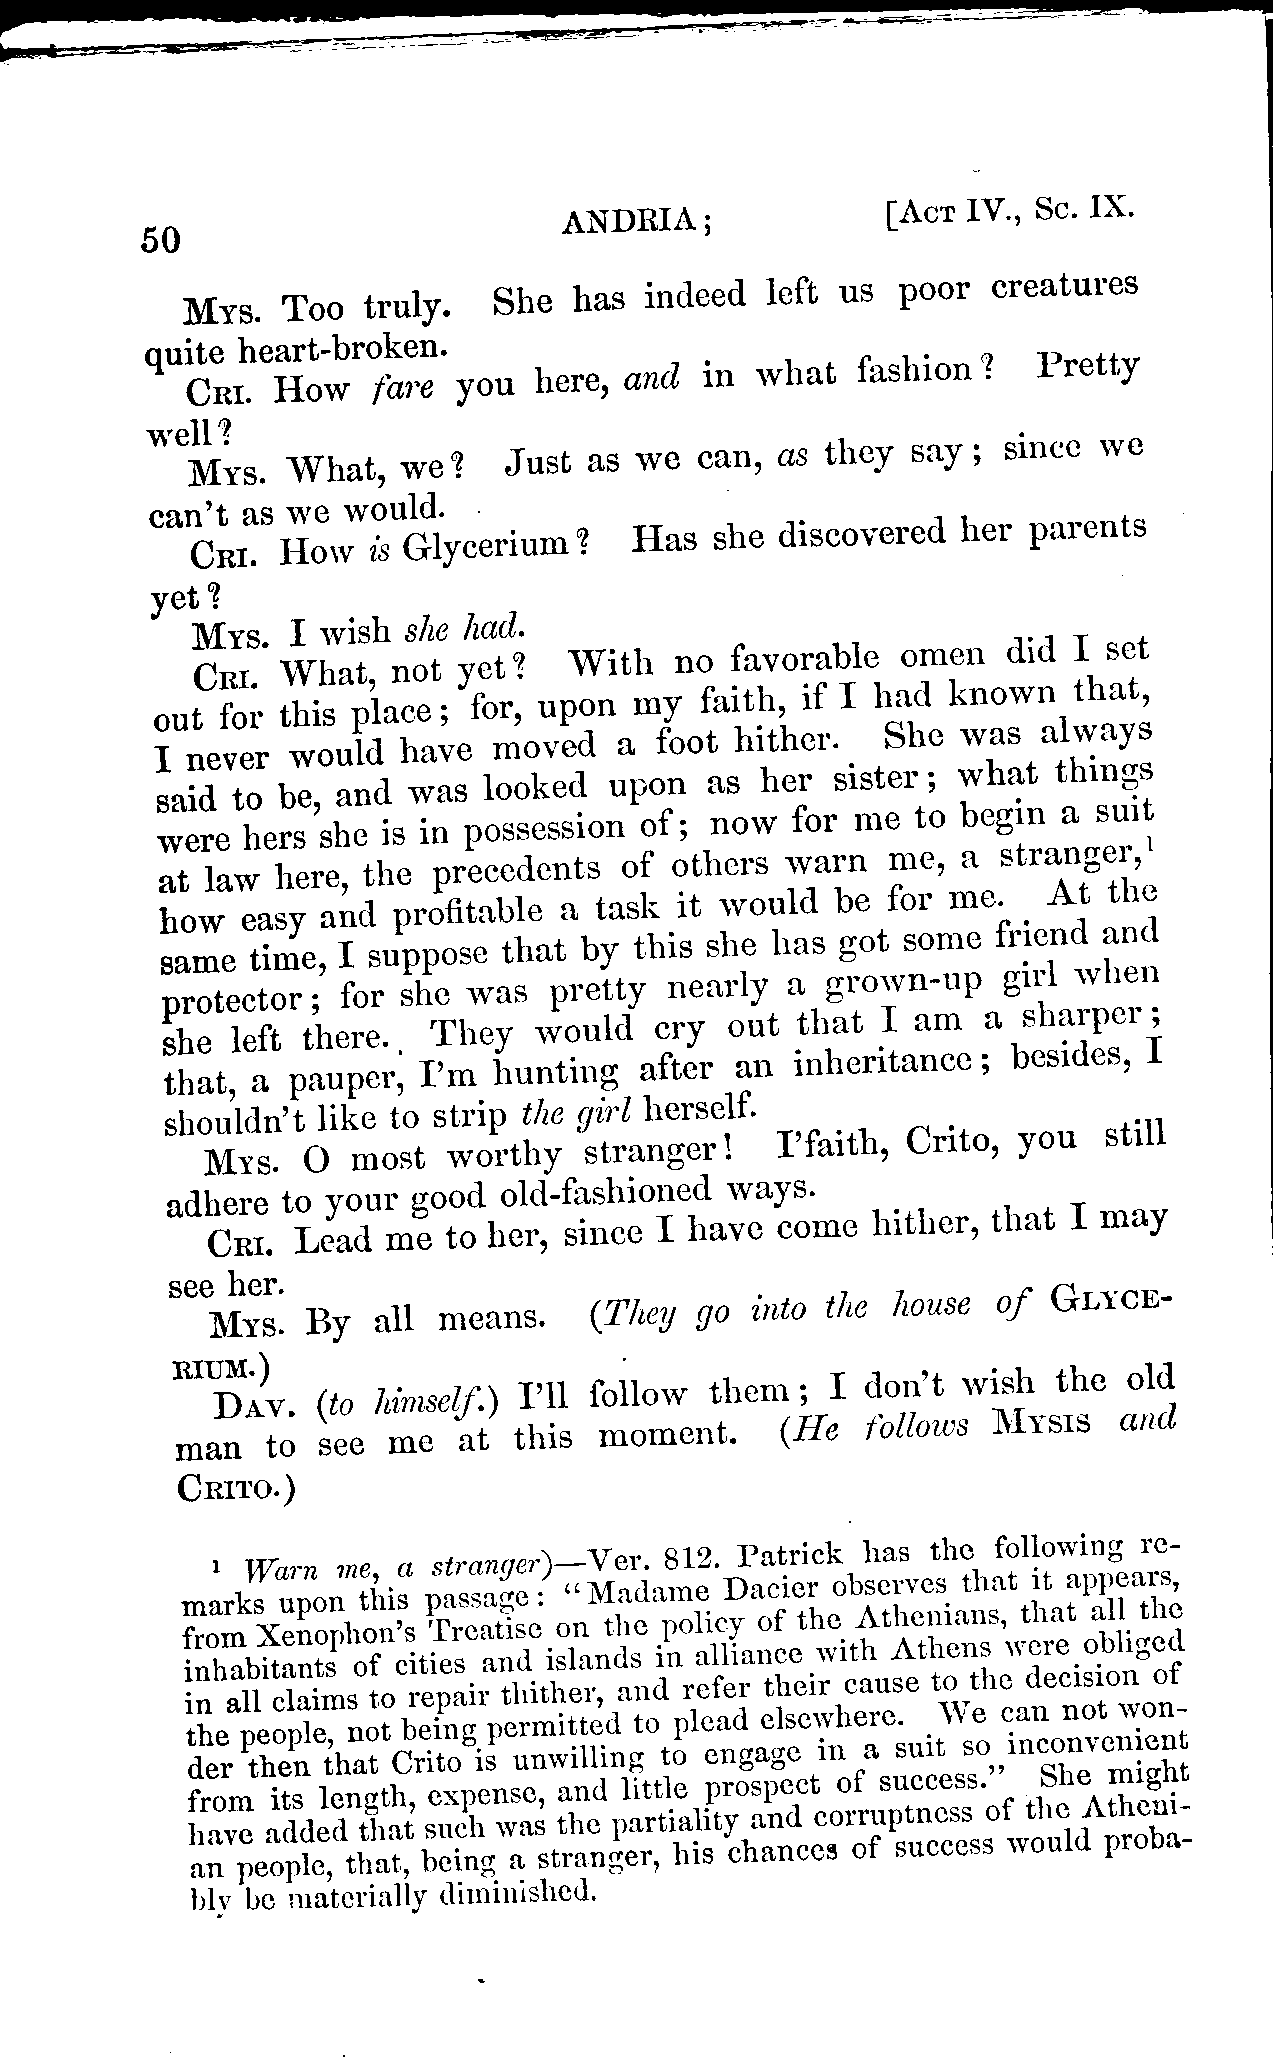 50 ANDRIA; [ACT IV., Sc. IX.
MYS. Too truly. She has indeed left us poor creatures
quite heart-broken.
CRI. How fare you here, and in what fashion? Pretty
well?
MYS. What, we? Just as we can, as they say; since we
can't as we would.
CRI. How is Glycerium? Has she discovered her parents
yet?
MYS. I wish she had.
CRI. What, not yet? With no favorable omen did I set
out for this place; for, upon my faith, if I had known that,
I never would have moved a foot hither. She was always
said to be, and was looked upon as her sister; what things
were hers she is in possession of; now for me to begin a suit
at law here, the precedents of others warn me, a stranger,¹
how easy and profitable a task it would be for me. At the
same time, I suppose that by this she has got some friend and
protector; for she was pretty nearly a grown-up girl when
she left there. They would cry out that I am a sharper;
that, a pauper, I'm hunting after an inheritance; besides, I
shouldn't like to strip the girl herself.
MYS. O most worthy stranger! I'faith, Crito, you still
adhere to your good old-fashioned ways.
CRI. Lead me to her, since I have come hither, that I may
see her.
MYS. By all means. (They go into the house of GLYCE-
RIUM.)
DAV. (to himself.) I'll follow them; I don't wish the old
man to see me at this moment. (He follows MYSIS and
CRITO.)
¹ Warn me, a stranger)—Ver. 812. Patrick has the following re-
marks upon this passage: "Madame Dacier observes that it appears,
from Xenophon's Treatise on the policy of the Athenians, that all the
inhabitants of cities and islands in alliance with Athens were obliged
in all claims to repair thither, and refer their cause to the decision of
the people, not being permitted to plead elsewhere. We can not won-
der then that Crito is unwilling to engage in a suit so inconvenient
from its length, expense, and little prospect of success." She might
have added that such was the partiality and corruptness of the Atheni-
an people, that, being a stranger, his chances of success would proba-
bly be materially diminished.